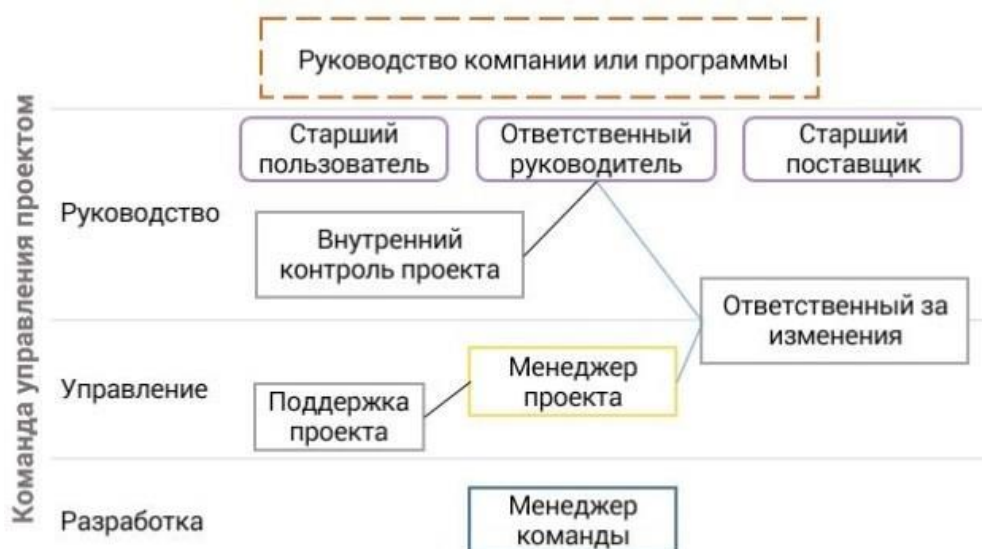 Руководство компании или программы
Команда управления проектом
Старший
пользователь
Ответственный
руководитель
Старший
поставщик
Руководство
Внутренний
контроль проекта
Ответственный за
изменения
Управление
Менеджер
проекта
Поддержка
проекта
Разработка
Менеджер
команды